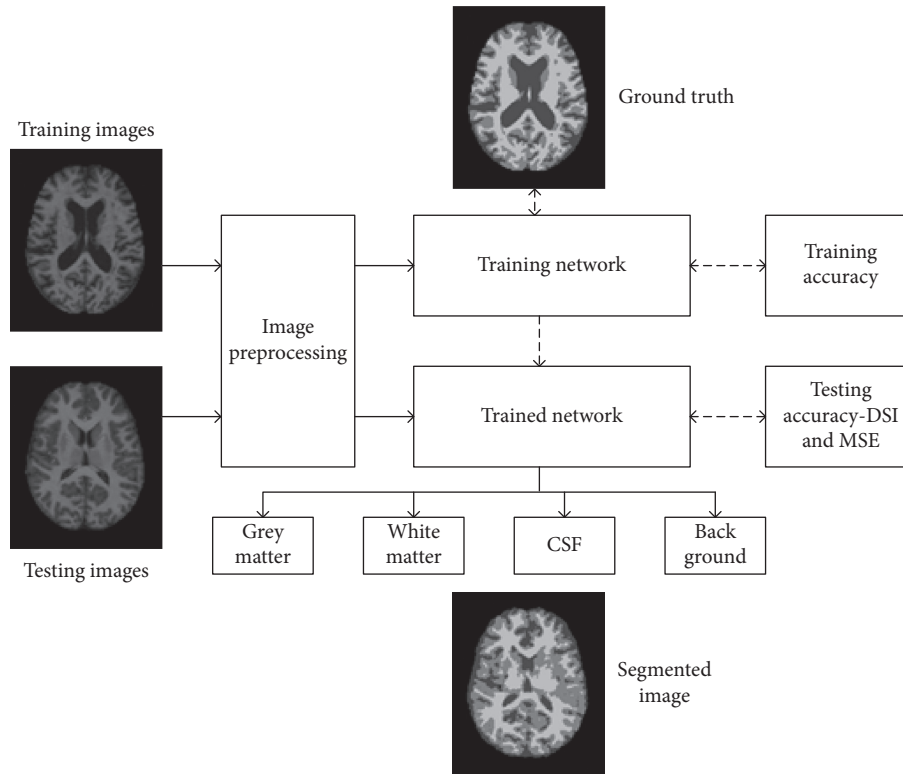 Ground truth
Training images
Training network
Training
accuracy
Image
preprocessing
Trained network
Testing
accuracy-DSI
and MSE
Grey
matter
White
matter
CSF
Back
ground
Testing images
Segmented
image